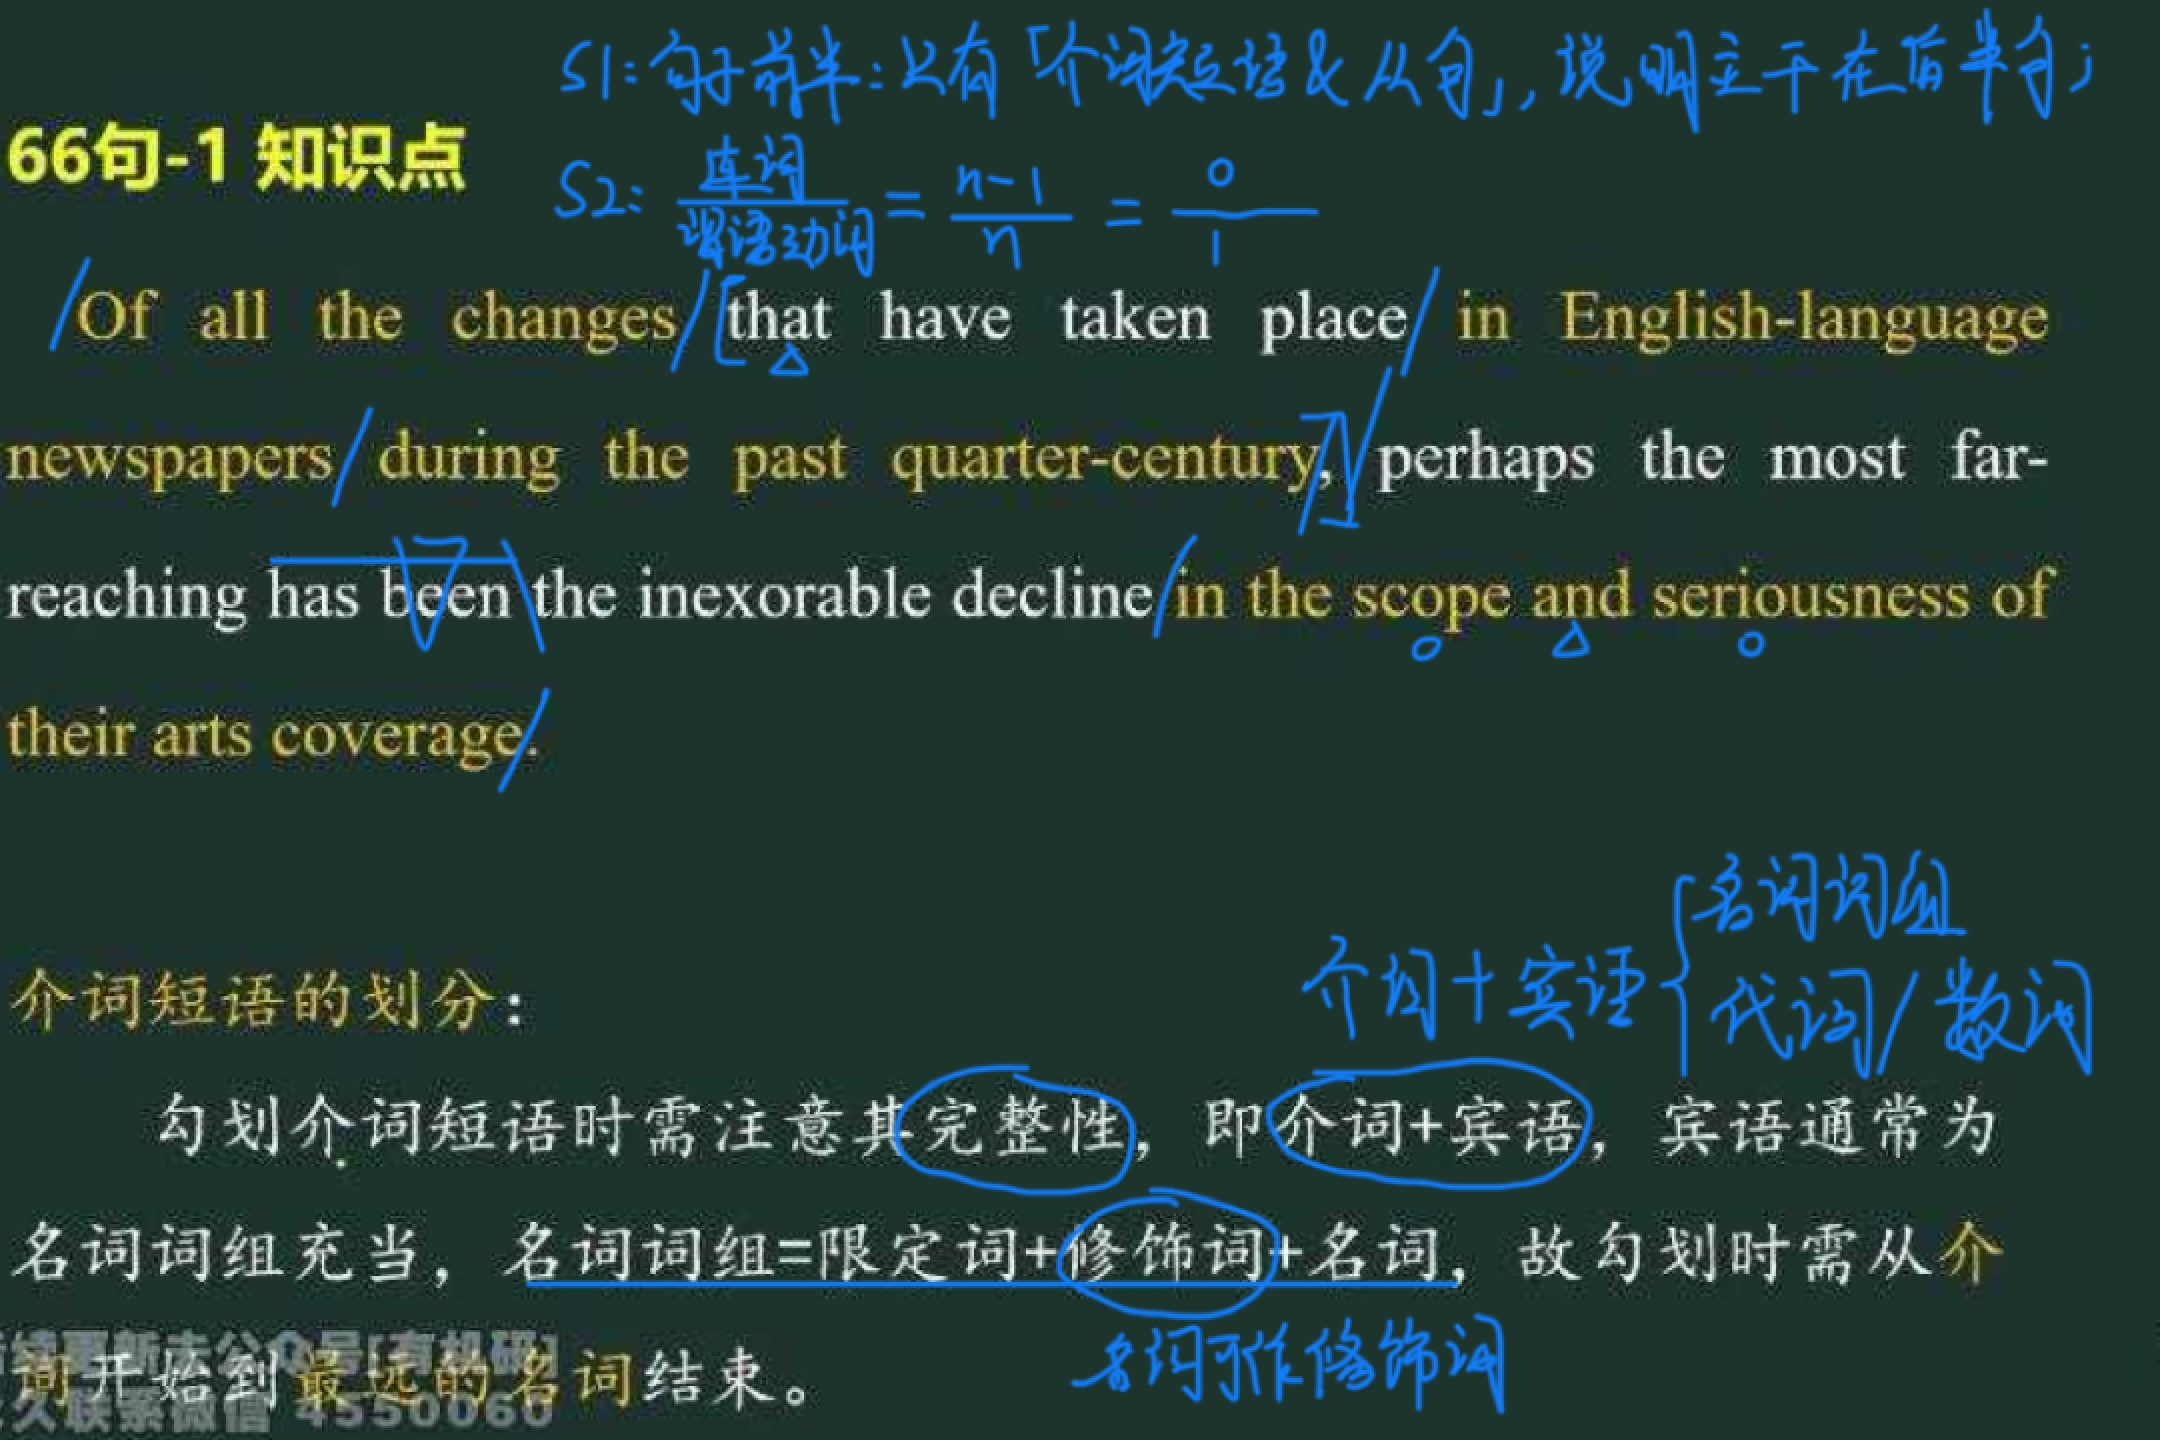 S1:句子前半:只有「介词短语&从句」,说明主干在后半句;
66句-1 知识点
S2: 连词/谓语动词 = n-1/n = 0/1
Of all the changes that have taken place in English-language
newspapers during the past quarter-century, perhaps the most far-
reaching has been the inexorable decline in the scope and seriousness of
their arts coverage.
名词词组
介词短语的划分:
介词+宾语
代词/数词
勾划介词短语时需注意其完整性,即介词+宾语,宾语通常为
名词词组充当,名词词组=限定词+修饰词+名词,故勾划时需从介
词开始到最远的名词结束。
名词可作修饰词
更新去公众号[有机研]
久联系微信 4550060